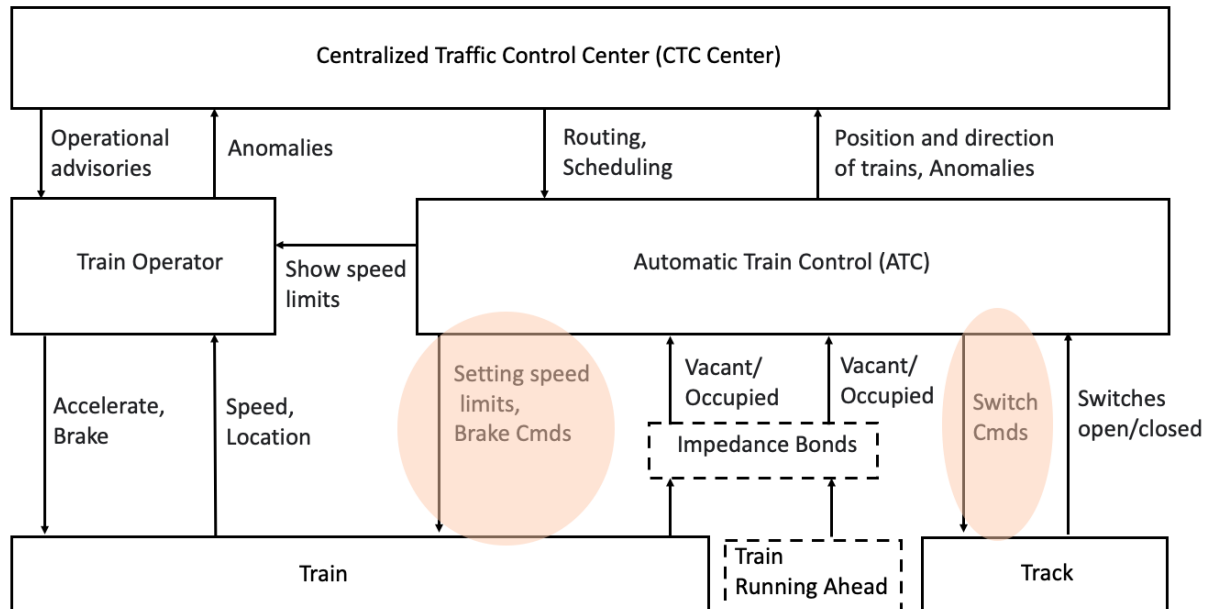 Centralized Traffic Control Center (CTC Center)
Operational
advisories
Anomalies
Routing,
Scheduling
Position and direction
of trains, Anomalies
Train Operator
Show speed
limits
Automatic Train Control (ATC)
Accelerate,
Brake
Speed,
Location
Setting speed
limits,
Brake Cmds
Vacant/
Occupied
Vacant/
Occupied
Impedance Bonds
Switch
Cmds
Switches
open/closed
Train
Train
Running Ahead
Track